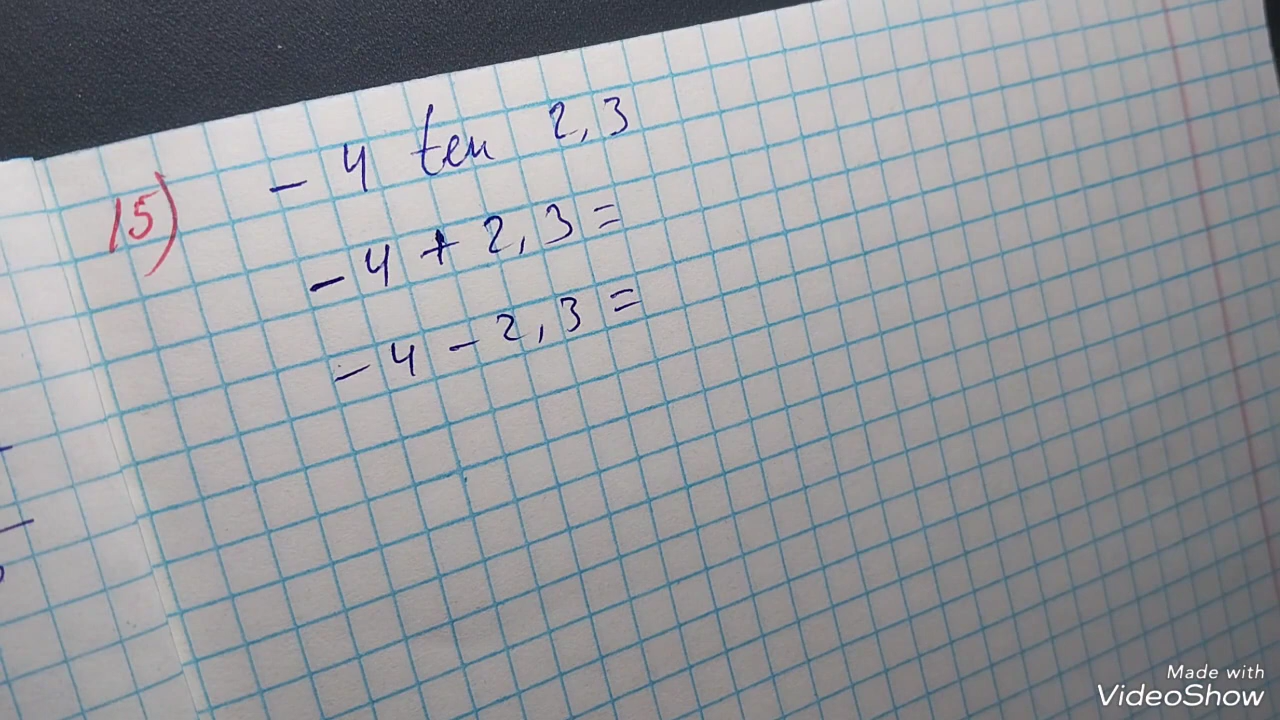 15) - 4 ten 2,3
- 4 + 2,3 =
- 4 - 2,3 =
Made with
VideoShow